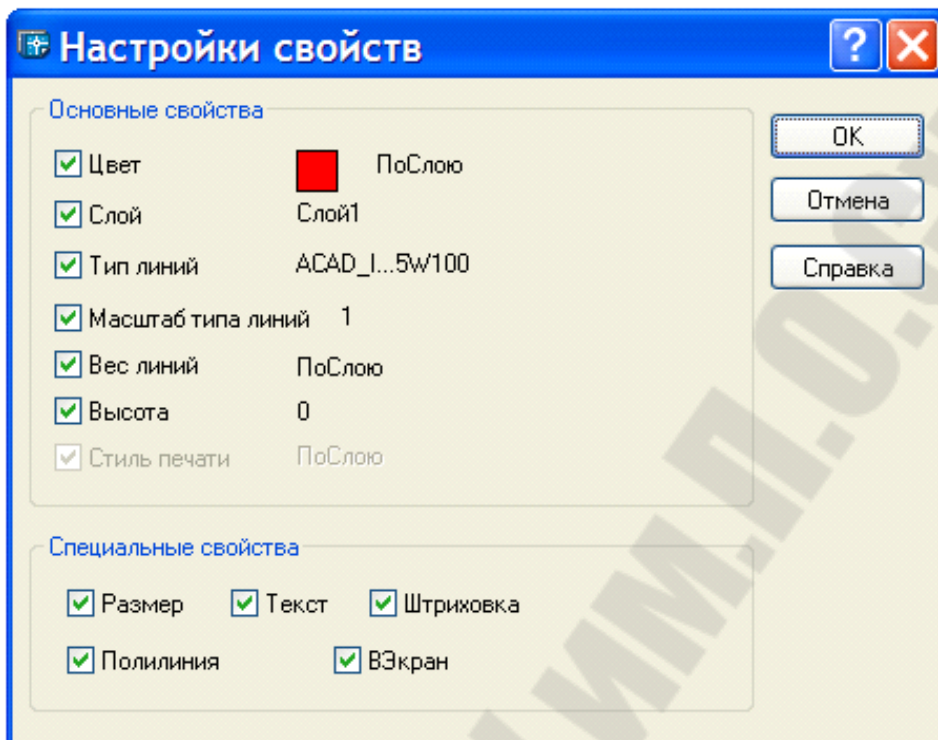 Настройки свойств
Основные свойства
Цвет ПоСлою
Слой Слой1
Тип линий ACAD_I...5W100
Масштаб типа линий 1
Вес линий ПоСлою
Высота 0
Стиль печати ПоСлою
OK
Отмена
Справка
Специальные свойства
Размер Текст Штриховка
Полилиния ВЭкран